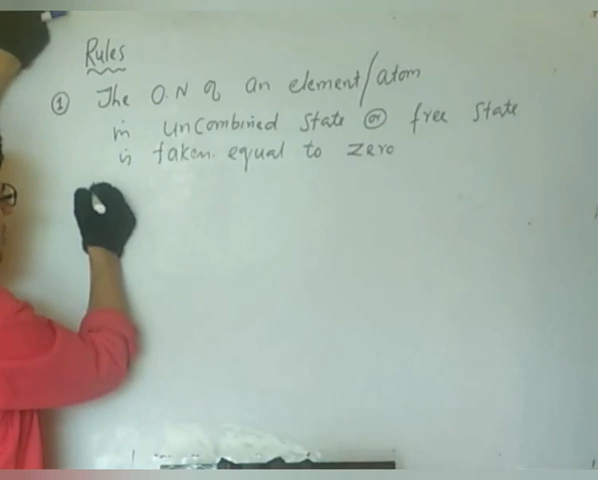 Rules
① The O.N of an element/atom
in uncombined state (or) free state
is taken equal to zero